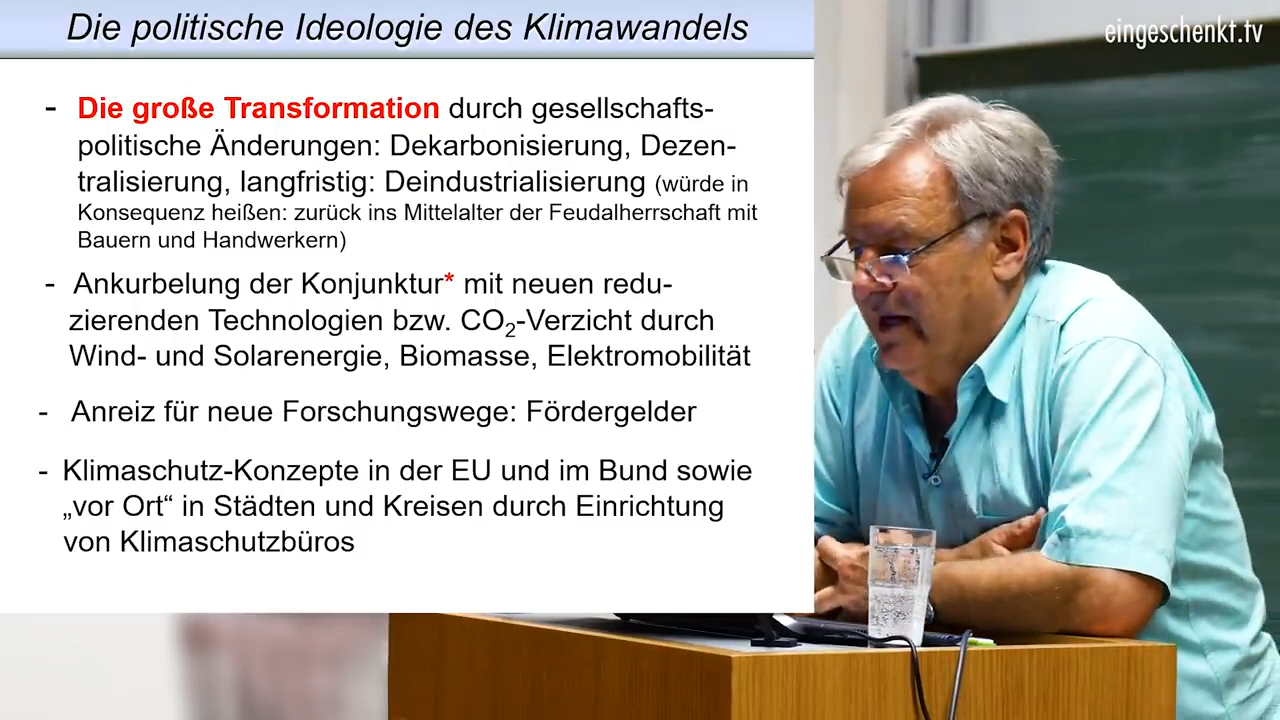 Die politische Ideologie des Klimawandels
eingeschenkt.tv
- Die große Transformation durch gesellschafts-
politische Änderungen: Dekarbonisierung, Dezen-
tralisierung, langfristig: Deindustrialisierung (würde in
Konsequenz heißen: zurück ins Mittelalter der Feudalherrschaft mit
Bauern und Handwerkern)
- Ankurbelung der Konjunktur* mit neuen redu-
zierenden Technologien bzw. CO₂-Verzicht durch
Wind- und Solarenergie, Biomasse, Elektromobilität
- Anreiz für neue Forschungswege: Fördergelder
- Klimaschutz-Konzepte in der EU und im Bund sowie
„vor Ort“ in Städten und Kreisen durch Einrichtung
von Klimaschutzbüros